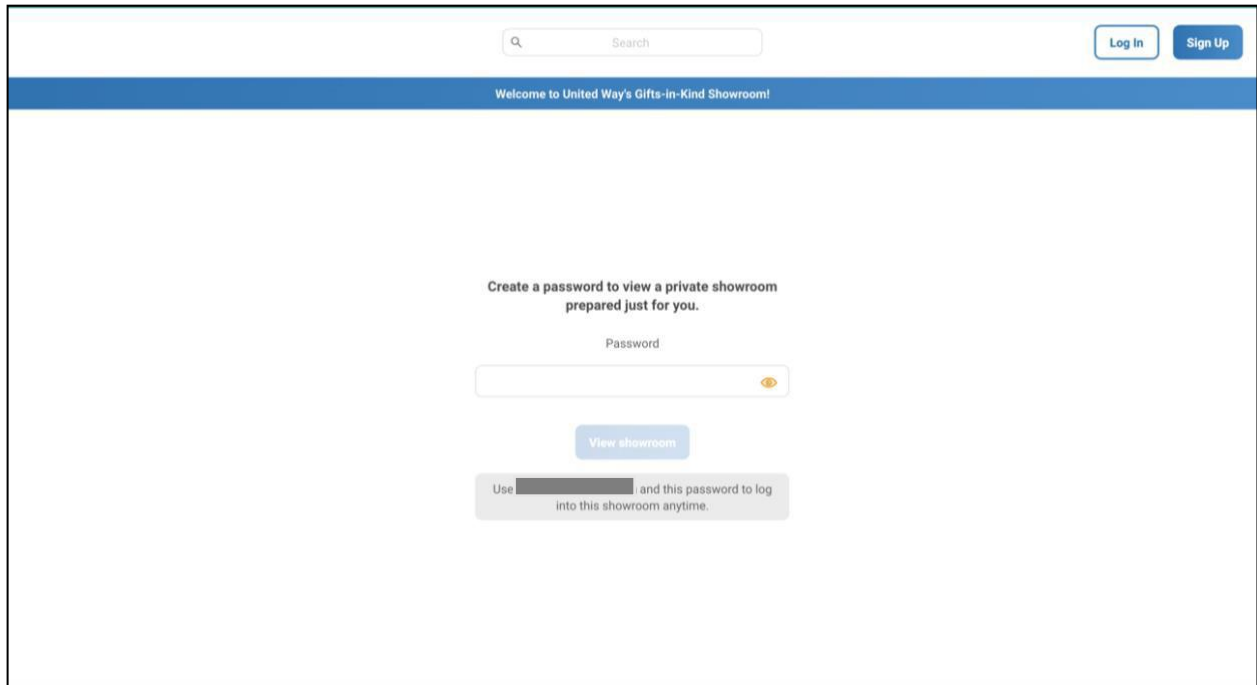 Search
Log In
Sign Up
Welcome to United Way's Gifts-in-Kind Showroom!
Create a password to view a private showroom
prepared just for you.
Password
View showroom
Use and this password to log
into this showroom anytime.